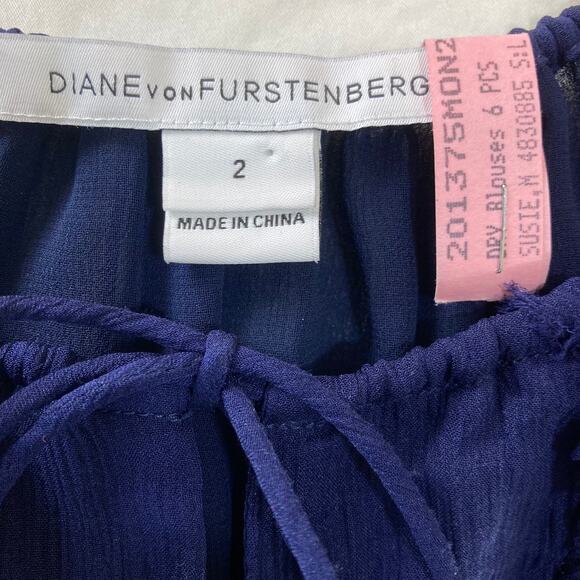 DIANE VON FURSTENBERG
2
MADE IN CHINA
201375MON2
DRY Blouses 6 PCS
SUSIE,M 4830885 S:L